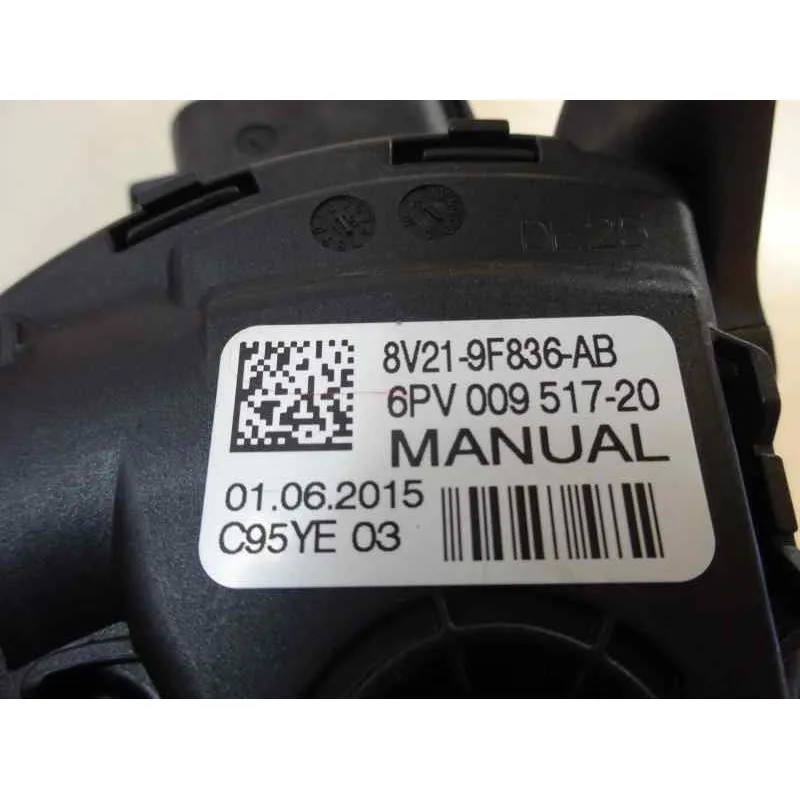 8V21-9F836-AB
6PV 009 517-20
MANUAL
01.06.2015
C95YE 03